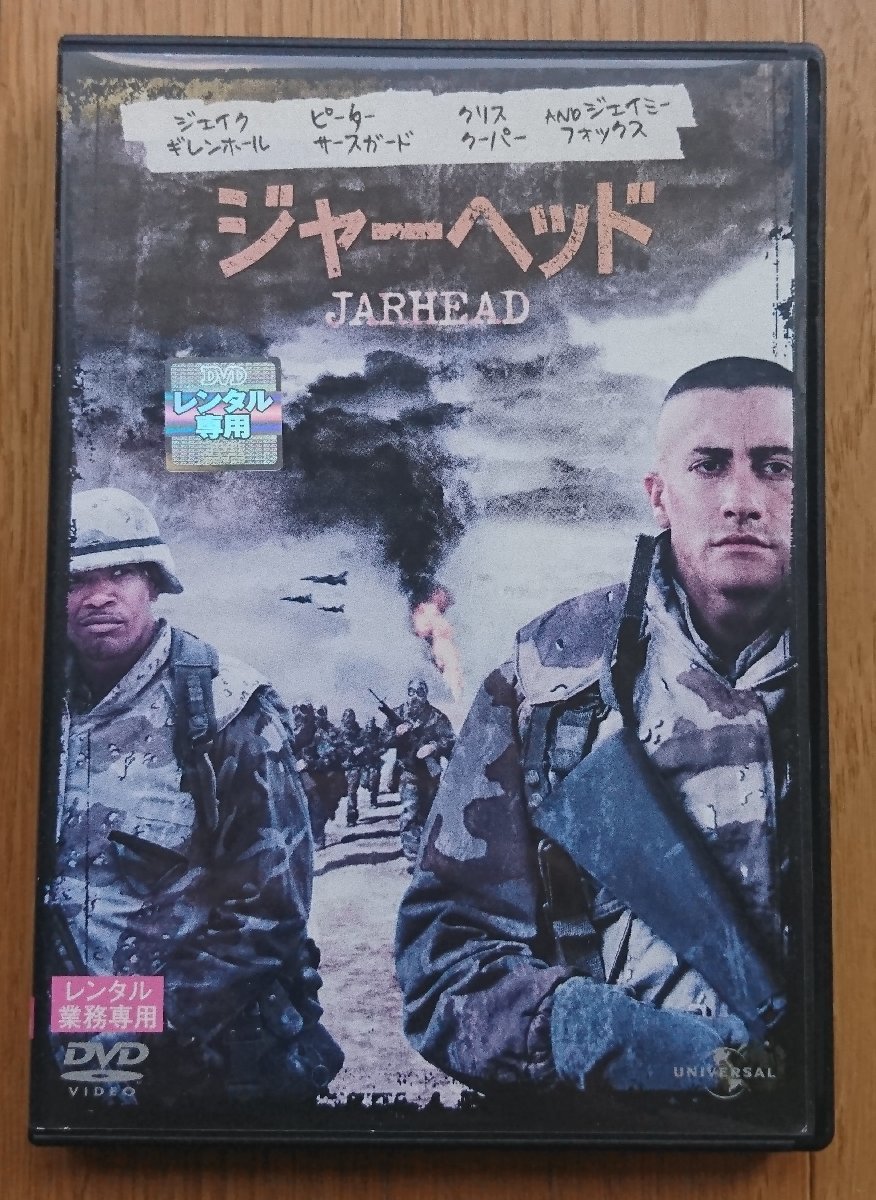 ジェイク ピーター クリス ANDジェイミー
ギレンホール サースガード クーパー フォックス
ジャーヘッド
JARHEAD
DVD
レンタル
専用
レンタル
業務専用
DVD
VIDEO
UNIVERSAL